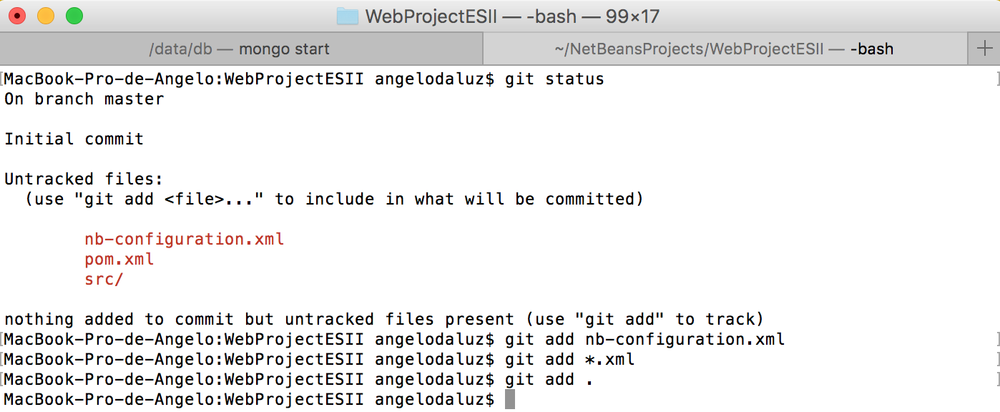 WebProjectESII — -bash — 99×17
/data/db — mongo start
~/NetBeansProjects/WebProjectESII — -bash
[MacBook-Pro-de-Angelo:WebProjectESII angelodaluz$ git status ]
On branch master
Initial commit
Untracked files:
(use "git add <file>..." to include in what will be committed)
nb-configuration.xml
pom.xml
src/
nothing added to commit but untracked files present (use "git add" to track)
[MacBook-Pro-de-Angelo:WebProjectESII angelodaluz$ git add nb-configuration.xml ]
[MacBook-Pro-de-Angelo:WebProjectESII angelodaluz$ git add *.xml ]
[MacBook-Pro-de-Angelo:WebProjectESII angelodaluz$ git add . ]
MacBook-Pro-de-Angelo:WebProjectESII angelodaluz$